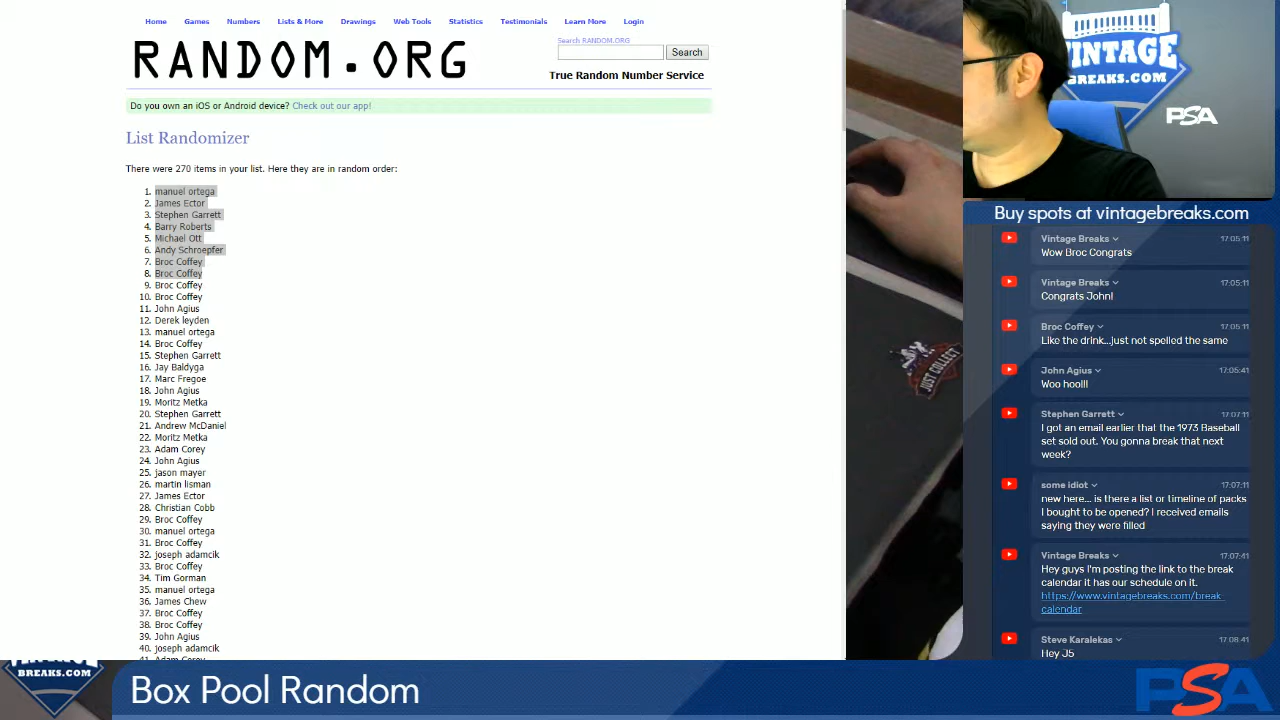 Home Games Numbers Lists & More Drawings Web Tools Statistics Testimonials Learn More Login
RANDOM.ORG
Search RANDOM.ORG
Search
True Random Number Service
Do you own an iOS or Android device? Check out our app!
List Randomizer
There were 270 items in your list. Here they are in random order:
1. manuel ortega
2. James Ector
3. Stephen Garrett
4. Barry Roberts
5. Michael Ott
6. Andy Schroepfer
7. Broc Coffey
8. Broc Coffey
9. Broc Coffey
10. Broc Coffey
11. John Agius
12. Derek leyden
13. manuel ortega
14. Broc Coffey
15. Stephen Garrett
16. Jay Baldyga
17. Marc Fregoe
18. John Agius
19. Moritz Metka
20. Stephen Garrett
21. Andrew McDaniel
22. Moritz Metka
23. Adam Corey
24. John Agius
25. jason mayer
26. martin lisman
27. James Ector
28. Christian Cobb
29. Broc Coffey
30. manuel ortega
31. Broc Coffey
32. joseph adamcik
33. Broc Coffey
34. Tim Gorman
35. manuel ortega
36. James Chew
37. Broc Coffey
38. Broc Coffey
39. John Agius
40. joseph adamcik
41. Adam Corey
JUST COLLECT
VINTAGE
BREAKS.COM
PSA
Buy spots at vintagebreaks.com
Vintage Breaks 17:05:11
Wow Broc Congrats
Vintage Breaks 17:05:11
Congrats John!
Broc Coffey 17:05:11
Like the drink...just not spelled the same
John Agius 17:05:41
Woo hoo!!!
Stephen Garrett 17:07:11
I got an email earlier that the 1973 Baseball
set sold out. You gonna break that next
week?
some idiot 17:07:11
new here... is there a list or timeline of packs
I bought to be opened? I received emails
saying they were filled
Vintage Breaks 17:07:41
Hey guys I'm posting the link to the break
calendar it has our schedule on it.
https://www.vintagebreaks.com/break-
calendar
Steve Karalekas 17:08:41
Hey J5
VINTAGE
BREAKS.COM
Box Pool Random
PSA